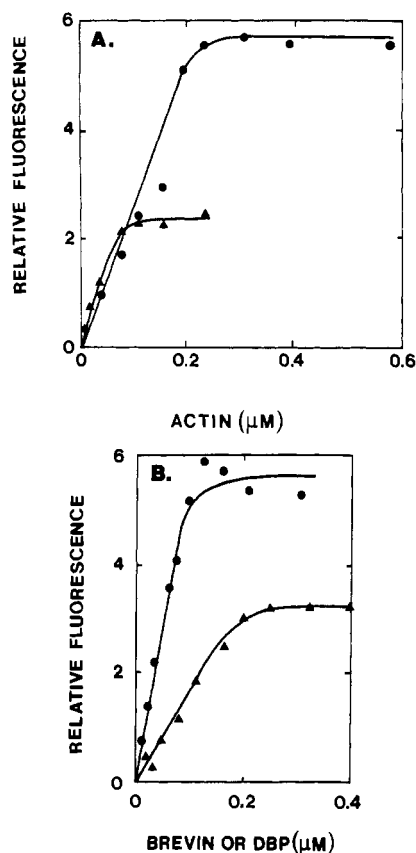 A.
RELATIVE FLUORESCENCE
6
4
2
0
0 0.2 0.4 0.6
ACTIN (μM)
B.
RELATIVE FLUORESCENCE
6
4
2
0
0 0.2 0.4
BREVIN OR DBP(μM)